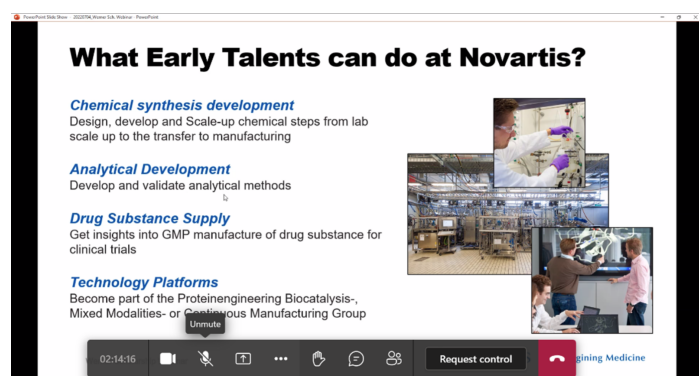 PowerPoint Slide Show - 20220704_Werner Suh_Webinar - PowerPoint
What Early Talents can do at Novartis?
Chemical synthesis development
Design, develop and Scale-up chemical steps from lab
scale up to the transfer to manufacturing
Analytical Development
Develop and validate analytical methods
Drug Substance Supply
Get insights into GMP manufacture of drug substance for
clinical trials
Technology Platforms
Become part of the Proteinengineering Biocatalysis-,
Mixed Modalities- or Continuous Manufacturing Group
Unmute
02:14:16
Request control
gining Medicine